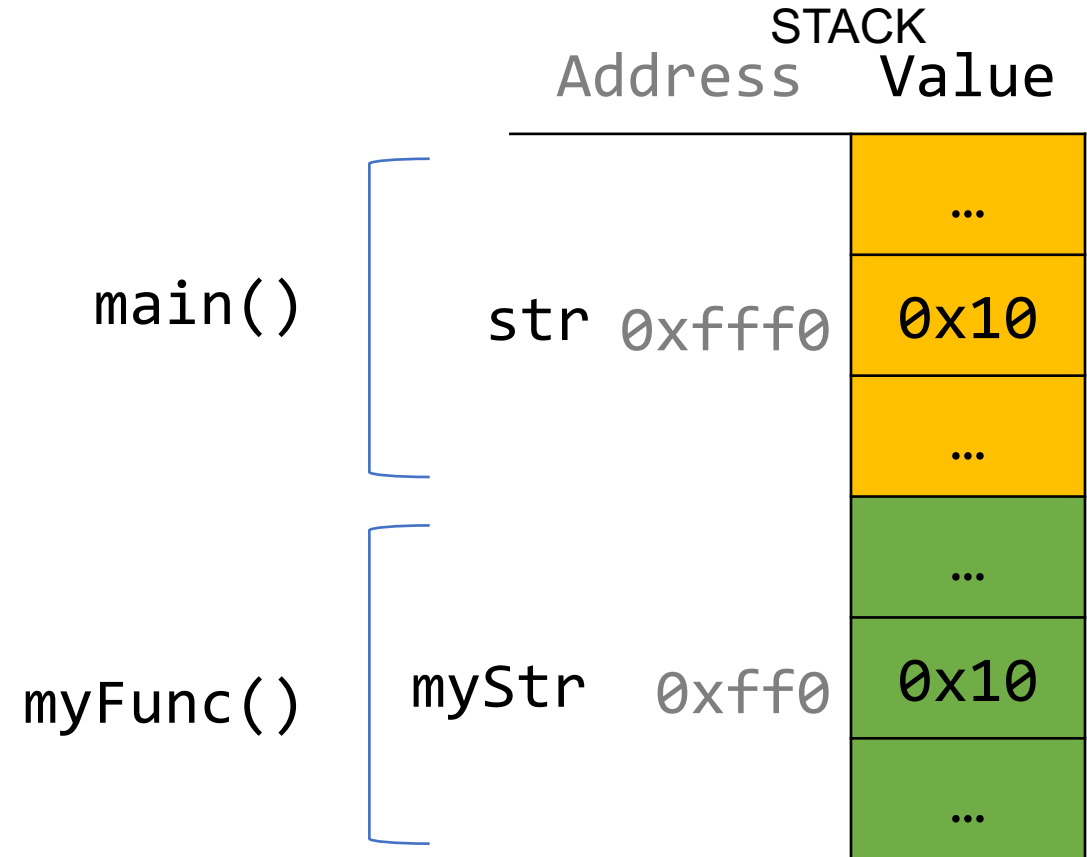 STACK
Address Value
…
main() str 0xfff0 0x10
…
…
myFunc() myStr 0xff0 0x10
…